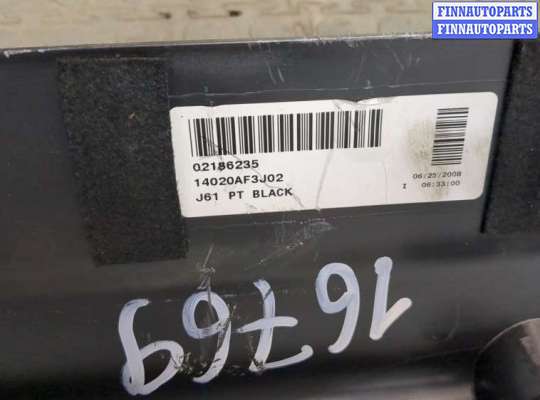 FINNAUTOPARTS
FINNAUTOPARTS
02186235
14020AF3J02
J61 PT BLACK
06/25/2008
I 06:33:00
16769